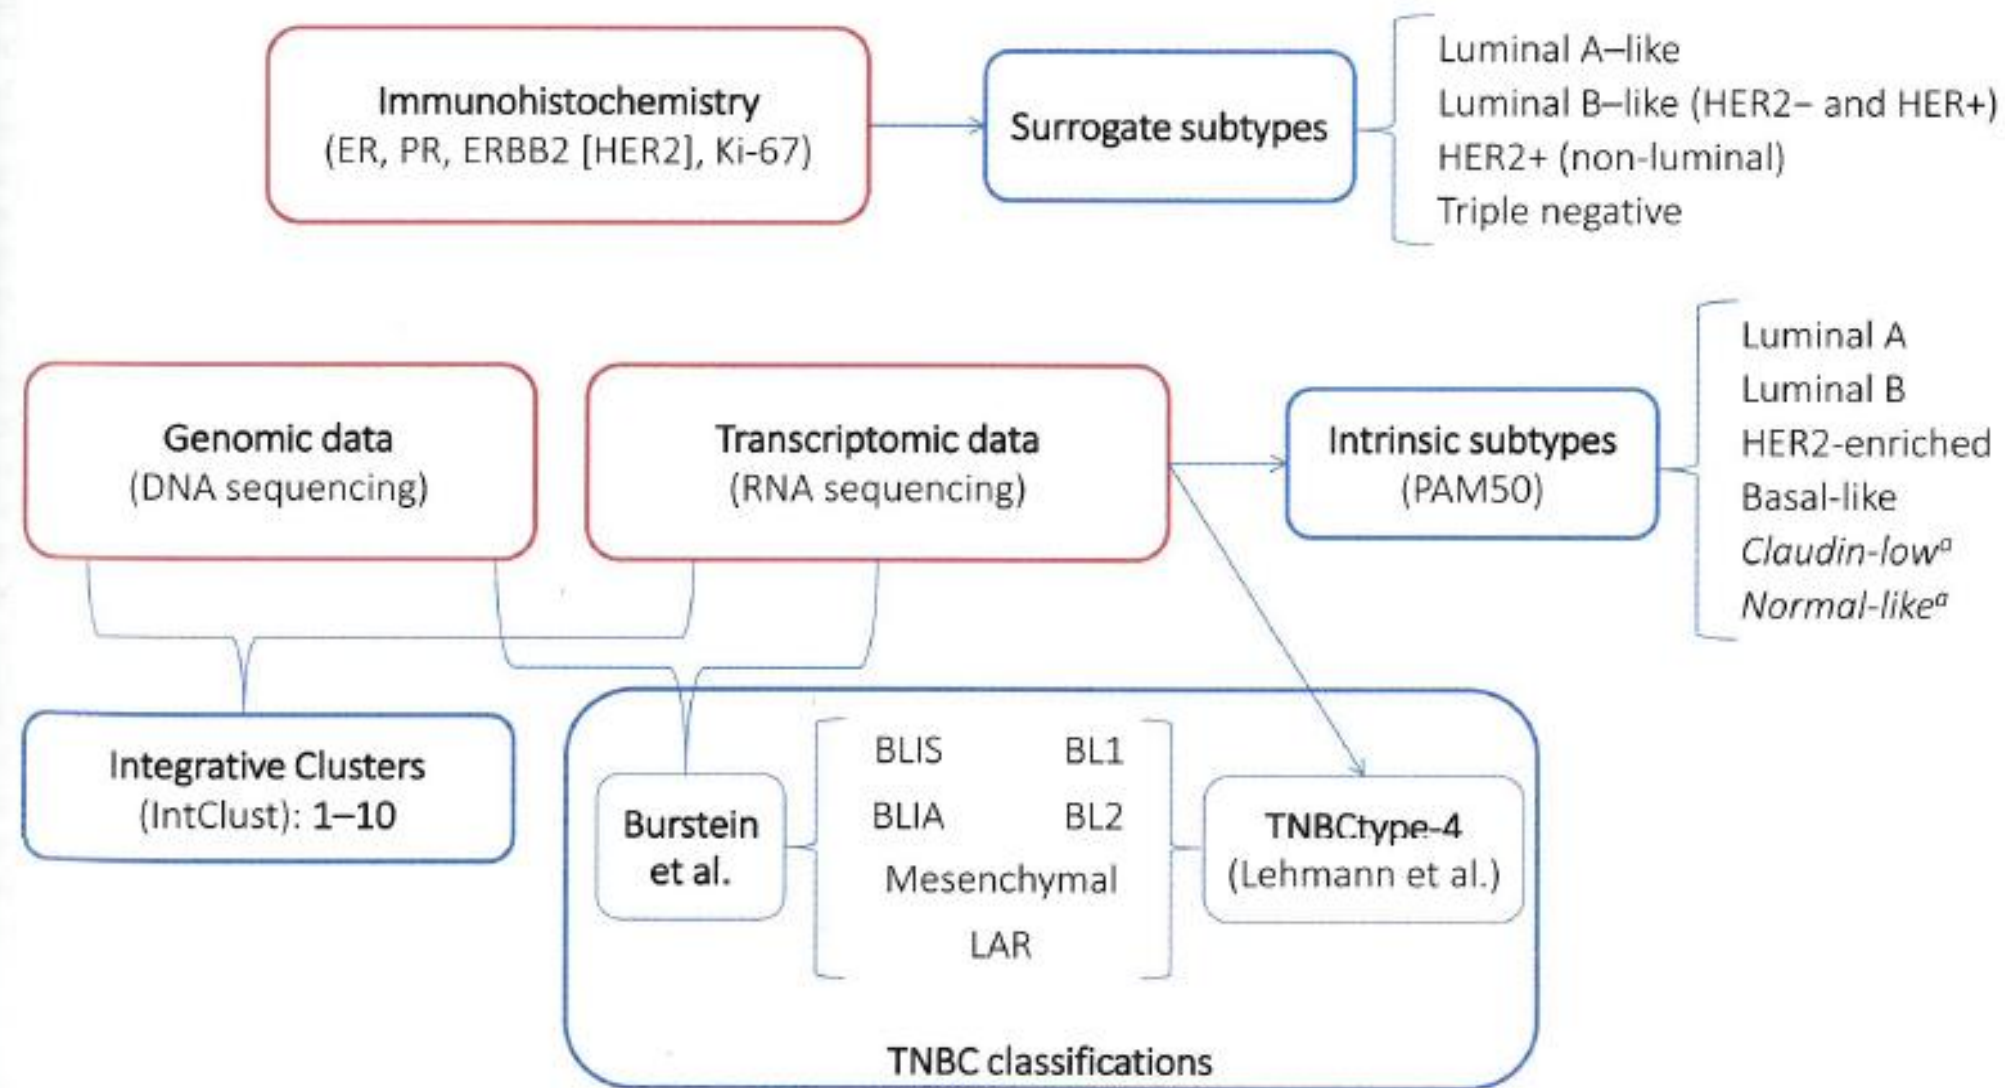 Immunohistochemistry
(ER, PR, ERBB2 [HER2], Ki-67)
Surrogate subtypes
Luminal A–like
Luminal B–like (HER2− and HER+)
HER2+ (non-luminal)
Triple negative
Genomic data
(DNA sequencing)
Transcriptomic data
(RNA sequencing)
Intrinsic subtypes
(PAM50)
Luminal A
Luminal B
HER2-enriched
Basal-like
Claudin-lowᵃ
Normal-likeᵃ
Integrative Clusters
(IntClust): 1–10
Burstein
et al.
BLIS BL1
BLIA BL2
Mesenchymal
LAR
TNBCtype-4
(Lehmann et al.)
TNBC classifications